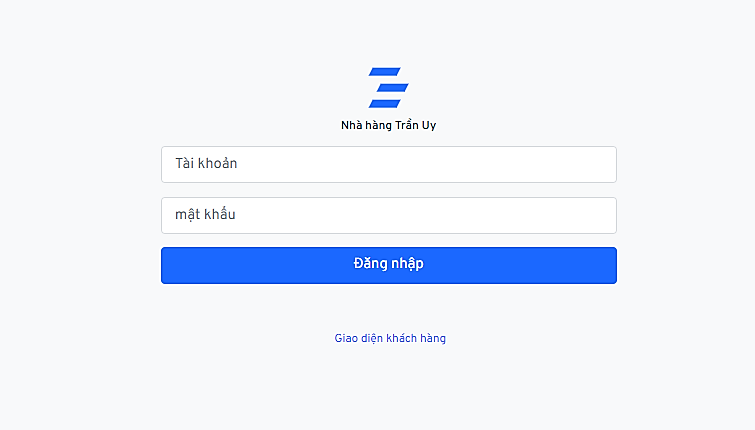 Nhà hàng Trần Uy
Tài khoản
mật khẩu
Đăng nhập
Giao diện khách hàng